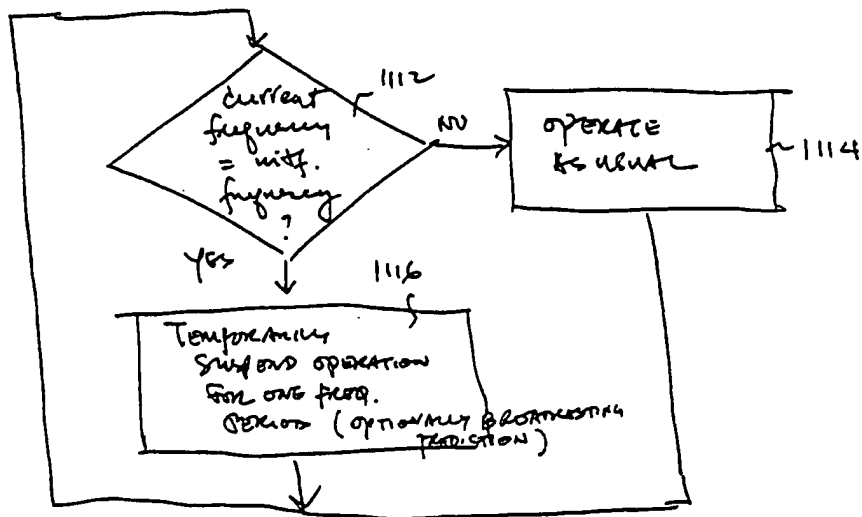 current
frequency
= intf.
frequency
?
1112
NO
OPERATE
AS USUAL
1114
YES
1116
TEMPORARILY
SUSPEND OPERATION
FOR ONE FREQ.
PERIOD (OPTIONALLY BROADCASTING
PREDICTION)